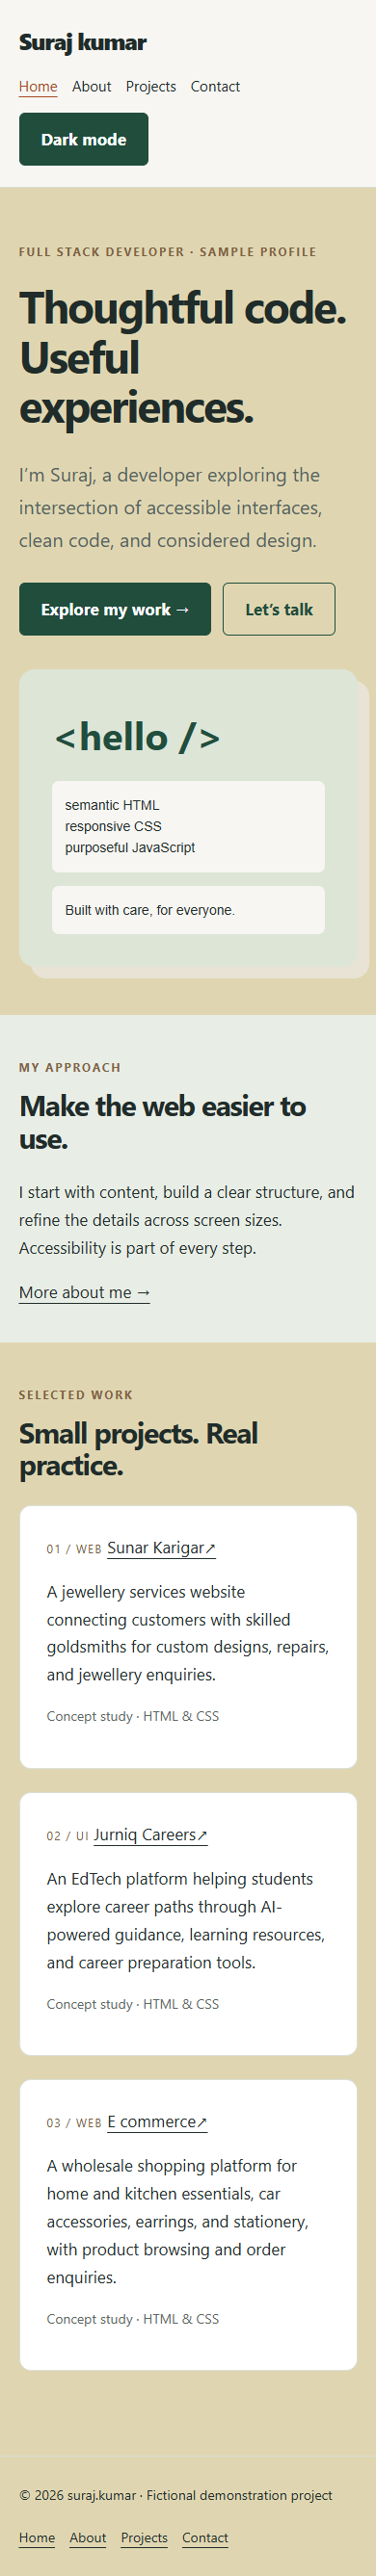 Suraj kumar
Home About Projects Contact
Dark mode
FULL STACK DEVELOPER · SAMPLE PROFILE
Thoughtful code.
Useful
experiences.
I’m Suraj, a developer exploring the
intersection of accessible interfaces,
clean code, and considered design.
Explore my work → Let’s talk
<hello />
semantic HTML
responsive CSS
purposeful JavaScript
Built with care, for everyone.
MY APPROACH
Make the web easier to
use.
I start with content, build a clear structure, and
refine the details across screen sizes.
Accessibility is part of every step.
More about me →
SELECTED WORK
Small projects. Real
practice.
01 / WEB Sunar Karigar↗
A jewellery services website
connecting customers with skilled
goldsmiths for custom designs, repairs,
and jewellery enquiries.
Concept study · HTML & CSS
02 / UI Jurniq Careers↗
An EdTech platform helping students
explore career paths through AI-
powered guidance, learning resources,
and career preparation tools.
Concept study · HTML & CSS
03 / WEB E commerce↗
A wholesale shopping platform for
home and kitchen essentials, car
accessories, earrings, and stationery,
with product browsing and order
enquiries.
Concept study · HTML & CSS
© 2026 suraj.kumar · Fictional demonstration project
Home About Projects Contact